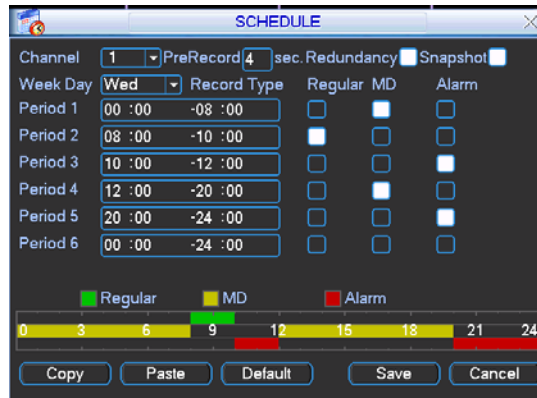 SCHEDULE
Channel 1 PreRecord 4 sec. Redundancy Snapshot
Week Day Wed Record Type Regular MD Alarm
Period 1 00 :00 -08 :00
Period 2 08 :00 -10 :00
Period 3 10 :00 -12 :00
Period 4 12 :00 -20 :00
Period 5 20 :00 -24 :00
Period 6 00 :00 -24 :00
Regular MD Alarm
0 3 6 9 12 15 18 21 24
Copy Paste Default Save Cancel